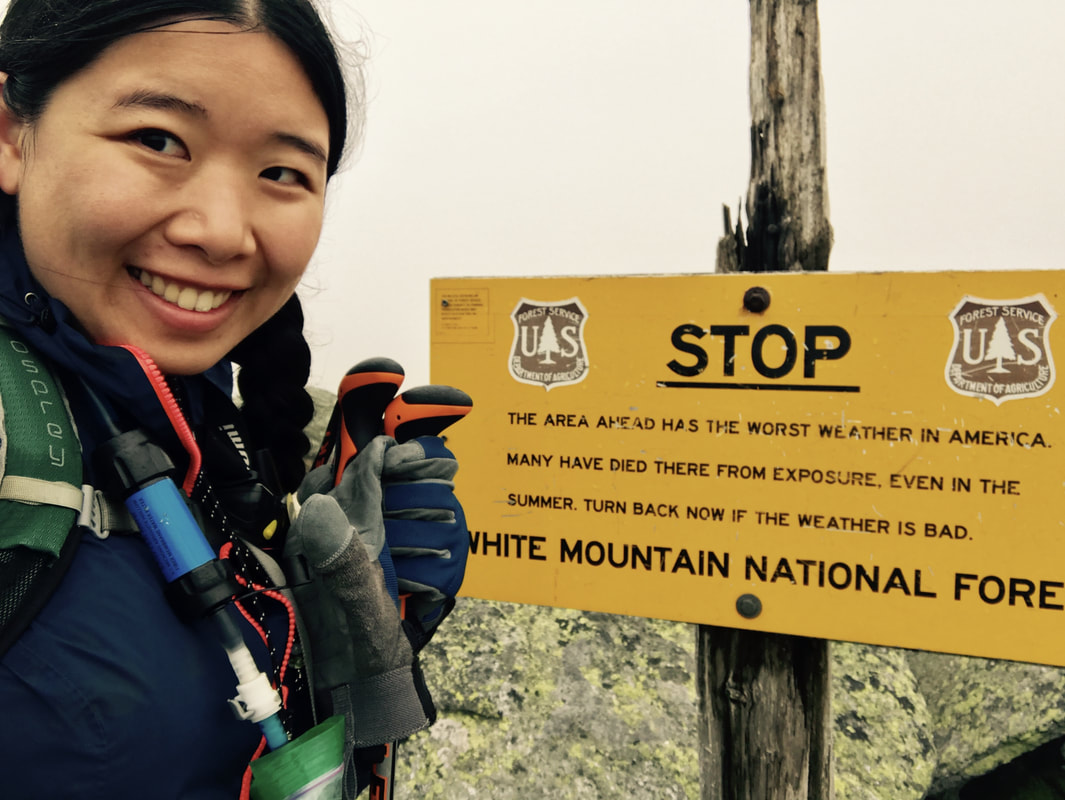 osprey
FOREST SERVICE
US
DEPARTMENT OF AGRICULTURE
STOP
FOREST SERVICE
US
DEPARTMENT OF AGRICULTURE
THE AREA AHEAD HAS THE WORST WEATHER IN AMERICA.
MANY HAVE DIED THERE FROM EXPOSURE, EVEN IN THE
SUMMER. TURN BACK NOW IF THE WEATHER IS BAD.
WHITE MOUNTAIN NATIONAL FORE